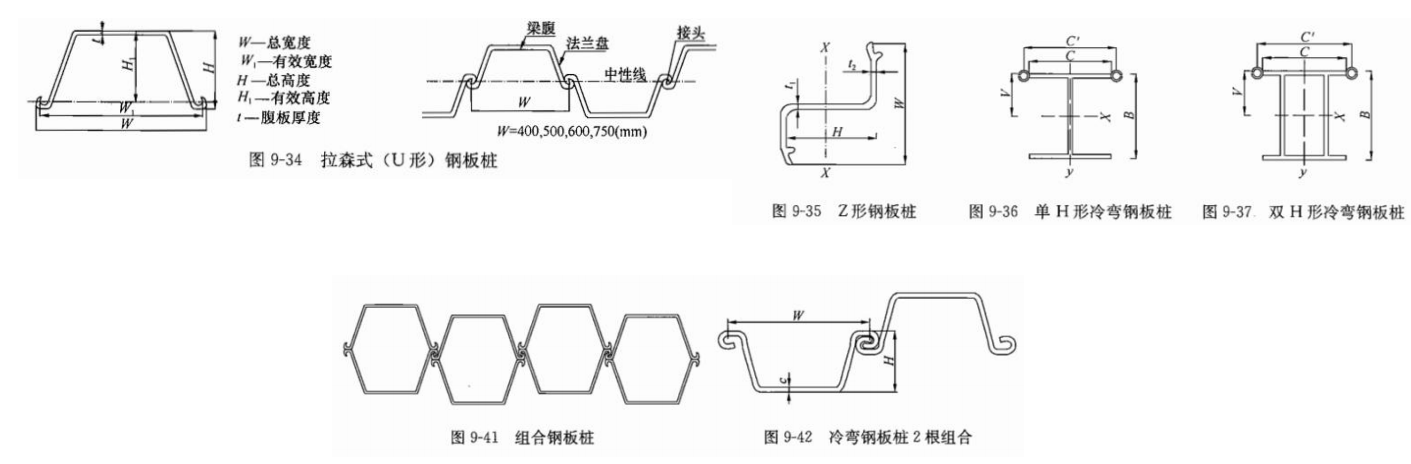 t
H₁
H
W₁
W
W—总宽度
W₁—有效宽度
H—总高度
H₁—有效高度
t—腹板厚度
梁腹
法兰盘
接头
中性线
W
W=400,500,600,750(mm)
图 9-34 拉森式（U 形）钢板桩
X
t₂
t₁
W
H
X
C'
C
V
X
B
y
C'
C
V
X
B
y
图 9-35 Z 形钢板桩
图 9-36 单 H 形冷弯钢板桩
图 9-37. 双 H 形冷弯钢板桩
W
H
c
图 9-41 组合钢板桩
图 9-42 冷弯钢板桩 2 根组合